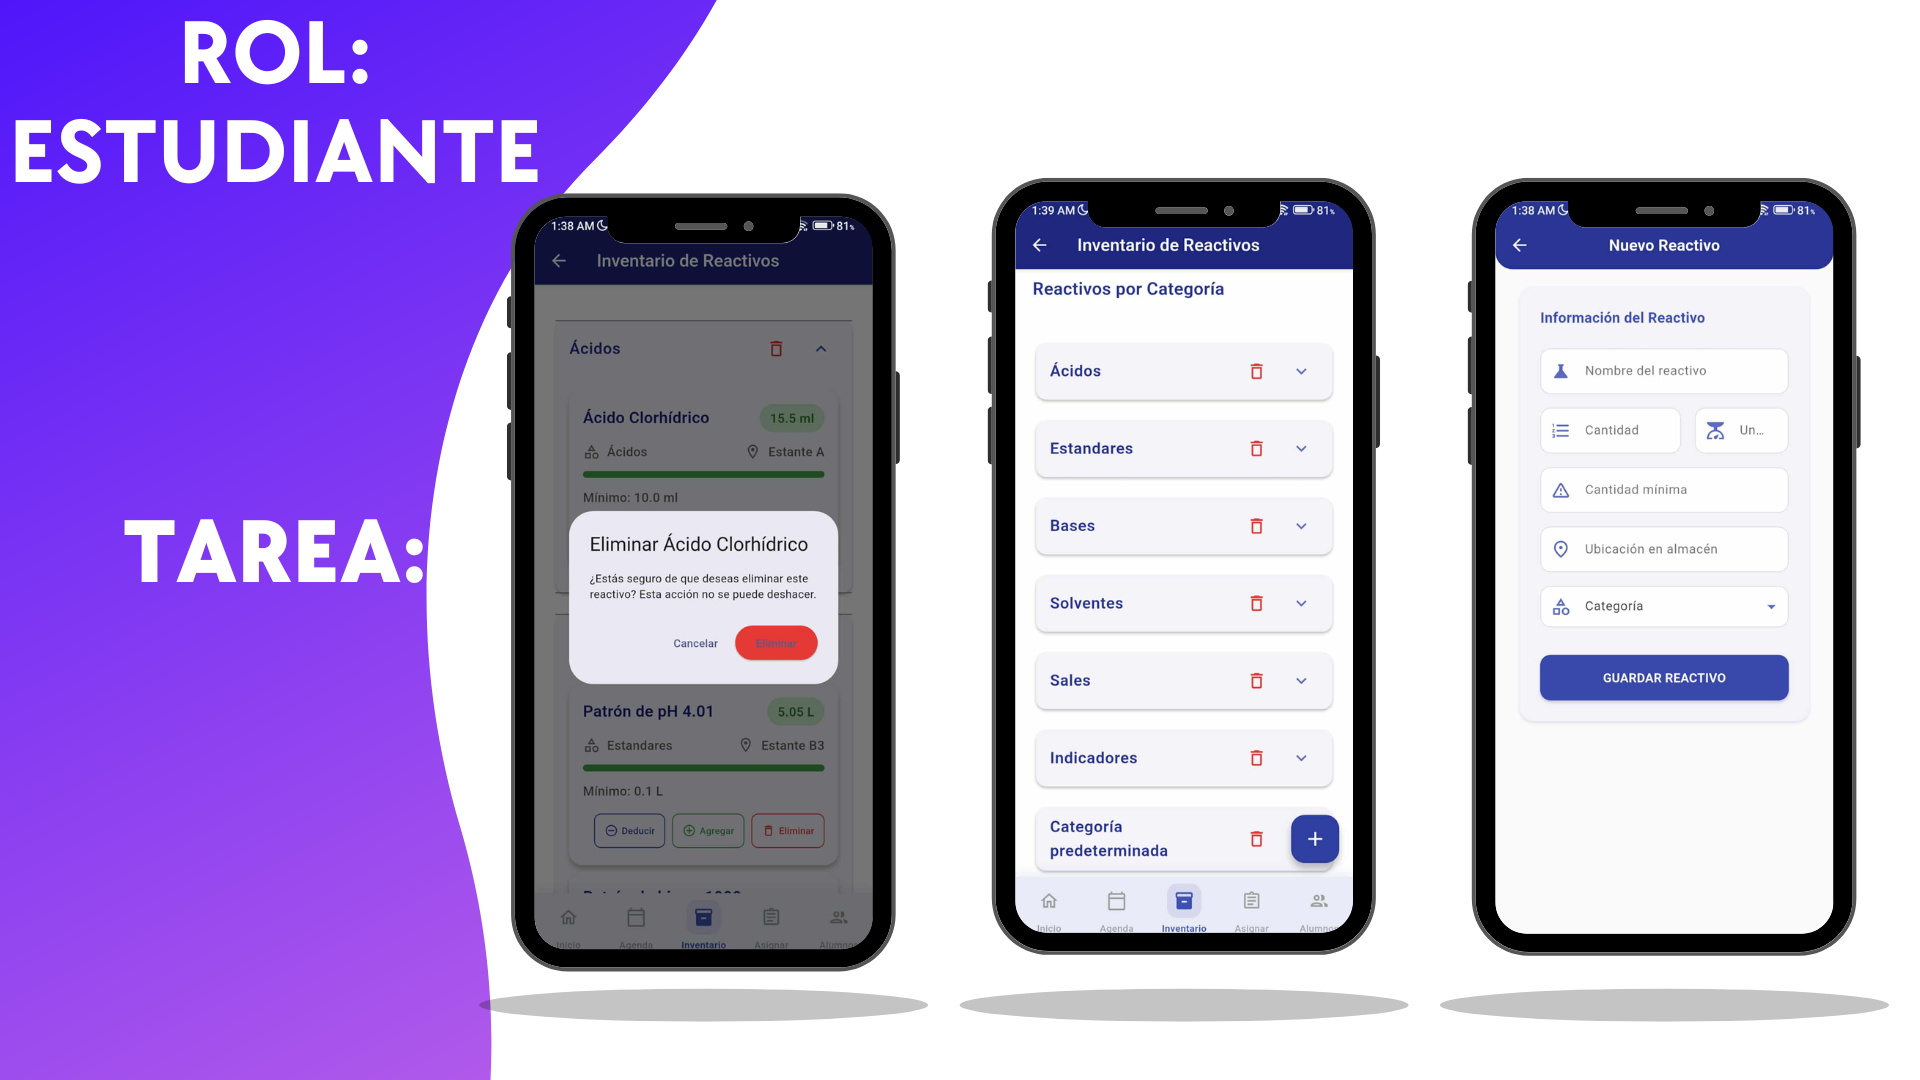 ROL:
ESTUDIANTE
TAREA:
1:38 AM
81%
Inventario de Reactivos
Ácidos
Ácido Clorhídrico
15.5 ml
Ácidos
Estante A
Mínimo: 10.0 ml
Eliminar Ácido Clorhídrico
¿Estás seguro de que deseas eliminar este
reactivo? Esta acción no se puede deshacer.
Cancelar
Eliminar
Patrón de pH 4.01
5.05 L
Estandares
Estante B3
Mínimo: 0.1 L
Deducir
Agregar
Eliminar
Inicio
Agenda
Inventario
Asignar
Alumnos
1:39 AM
81%
Inventario de Reactivos
Reactivos por Categoría
Ácidos
Estandares
Bases
Solventes
Sales
Indicadores
Categoría
predeterminada
Inicio
Agenda
Inventario
Asignar
Alumnos
1:38 AM
81%
Nuevo Reactivo
Información del Reactivo
Nombre del reactivo
Cantidad
Un...
Cantidad mínima
Ubicación en almacén
Categoría
GUARDAR REACTIVO